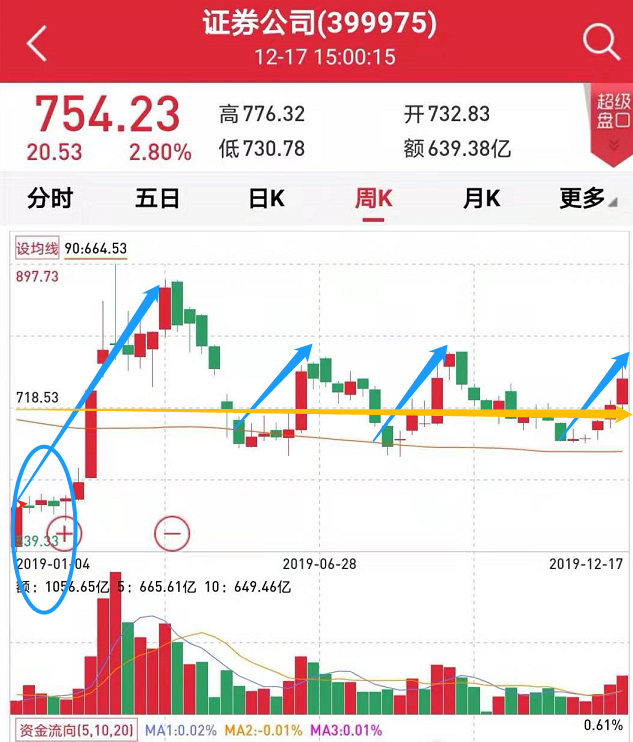 证券公司(399975)
12-17 15:00:15
754.23 高776.32 开732.83 超级
20.53 2.80% 低730.78 额639.38亿 盘口
分时 五日 日K 周K 月K 更多
设均线 90:664.53
897.73
718.53
539.33
2019-01-04 2019-06-28 2019-12-17
额: 1056.65亿 5: 665.61亿 10: 649.46亿
资金流向(5,10,20) MA1:0.02% MA2:-0.01% MA3:0.01% 0.61%